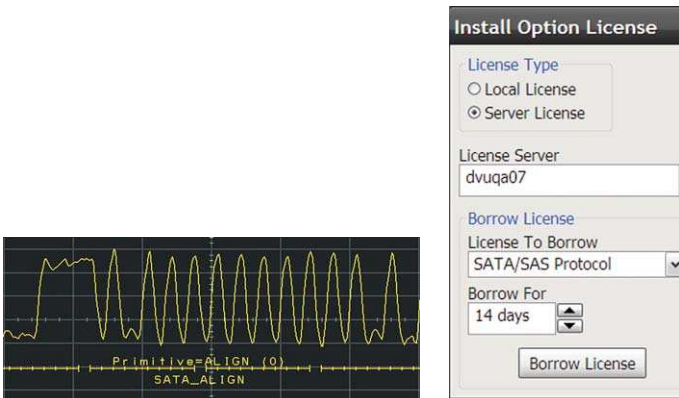 Primitive=ALIGN (0)
SATA_ALIGN
Install Option License
License Type
Local License
Server License
License Server
dvuqa07
Borrow License
License To Borrow
SATA/SAS Protocol
Borrow For
14 days
Borrow License